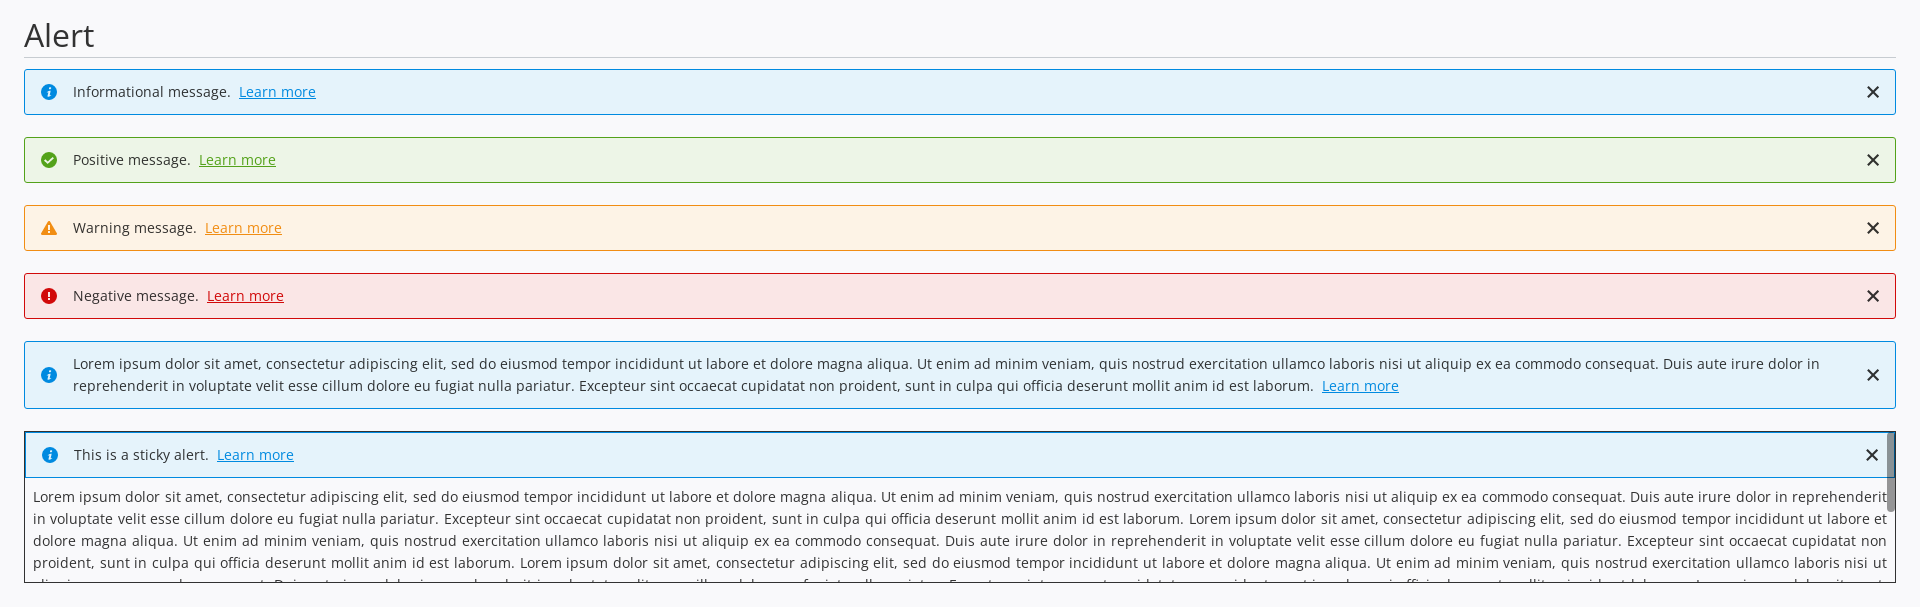 Alert
Informational message. Learn more
Positive message. Learn more
Warning message. Learn more
Negative message. Learn more
Lorem ipsum dolor sit amet, consectetur adipiscing elit, sed do eiusmod tempor incididunt ut labore et dolore magna aliqua. Ut enim ad minim veniam, quis nostrud exercitation ullamco laboris nisi ut aliquip ex ea commodo consequat. Duis aute irure dolor in
reprehenderit in voluptate velit esse cillum dolore eu fugiat nulla pariatur. Excepteur sint occaecat cupidatat non proident, sunt in culpa qui officia deserunt mollit anim id est laborum. Learn more
This is a sticky alert. Learn more
Lorem ipsum dolor sit amet, consectetur adipiscing elit, sed do eiusmod tempor incididunt ut labore et dolore magna aliqua. Ut enim ad minim veniam, quis nostrud exercitation ullamco laboris nisi ut aliquip ex ea commodo consequat. Duis aute irure dolor in reprehenderit
in voluptate velit esse cillum dolore eu fugiat nulla pariatur. Excepteur sint occaecat cupidatat non proident, sunt in culpa qui officia deserunt mollit anim id est laborum. Lorem ipsum dolor sit amet, consectetur adipiscing elit, sed do eiusmod tempor incididunt ut labore et
dolore magna aliqua. Ut enim ad minim veniam, quis nostrud exercitation ullamco laboris nisi ut aliquip ex ea commodo consequat. Duis aute irure dolor in reprehenderit in voluptate velit esse cillum dolore eu fugiat nulla pariatur. Excepteur sint occaecat cupidatat non
proident, sunt in culpa qui officia deserunt mollit anim id est laborum. Lorem ipsum dolor sit amet, consectetur adipiscing elit, sed do eiusmod tempor incididunt ut labore et dolore magna aliqua. Ut enim ad minim veniam, quis nostrud exercitation ullamco laboris nisi ut